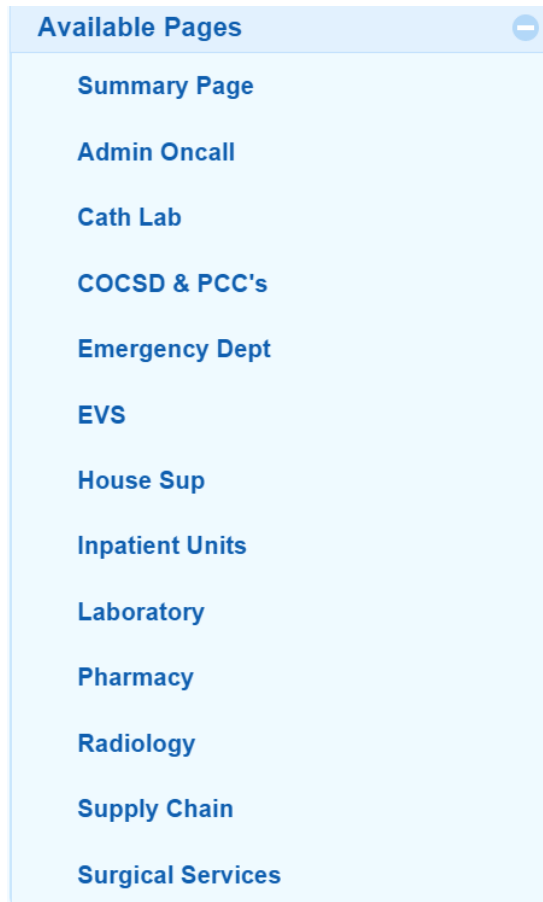 Available Pages
Summary Page
Admin Oncall
Cath Lab
COCSD & PCC's
Emergency Dept
EVS
House Sup
Inpatient Units
Laboratory
Pharmacy
Radiology
Supply Chain
Surgical Services